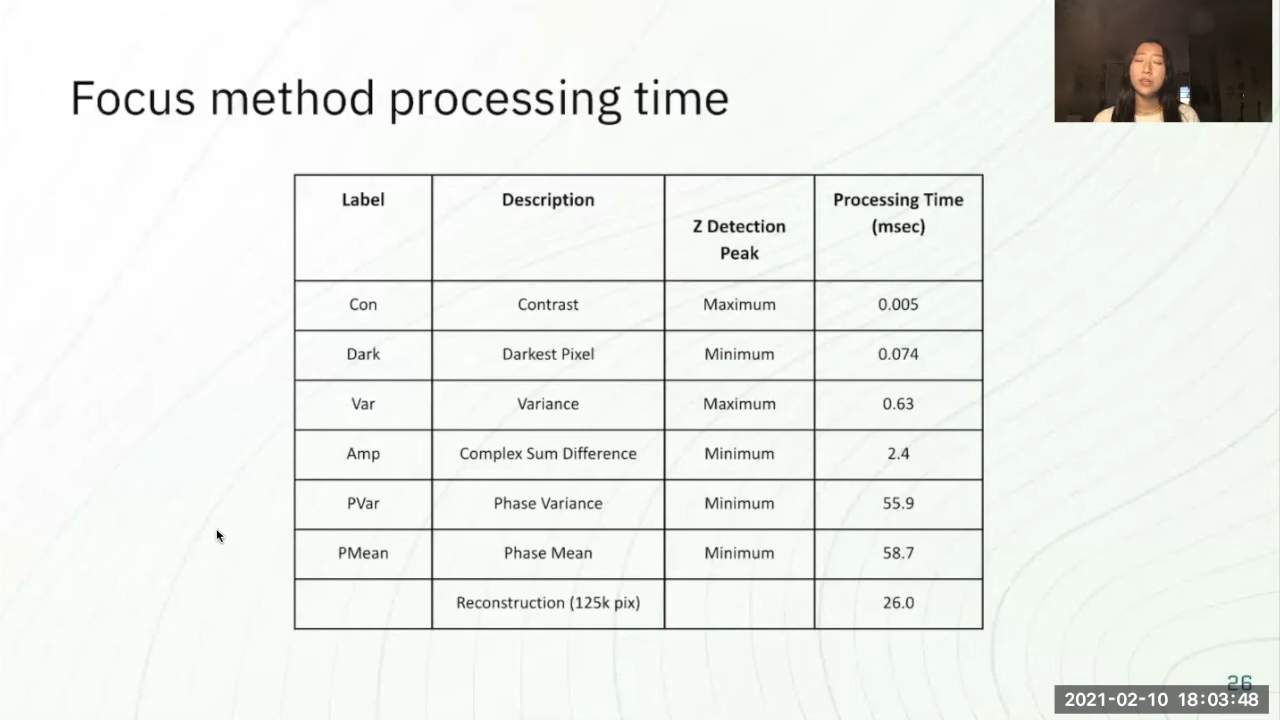 Focus method processing time
Label Description Z Detection Peak Processing Time (msec)
Con Contrast Maximum 0.005
Dark Darkest Pixel Minimum 0.074
Var Variance Maximum 0.63
Amp Complex Sum Difference Minimum 2.4
PVar Phase Variance Minimum 55.9
PMean Phase Mean Minimum 58.7
Reconstruction (125k pix) 26.0
26
2021-02-10 18:03:48